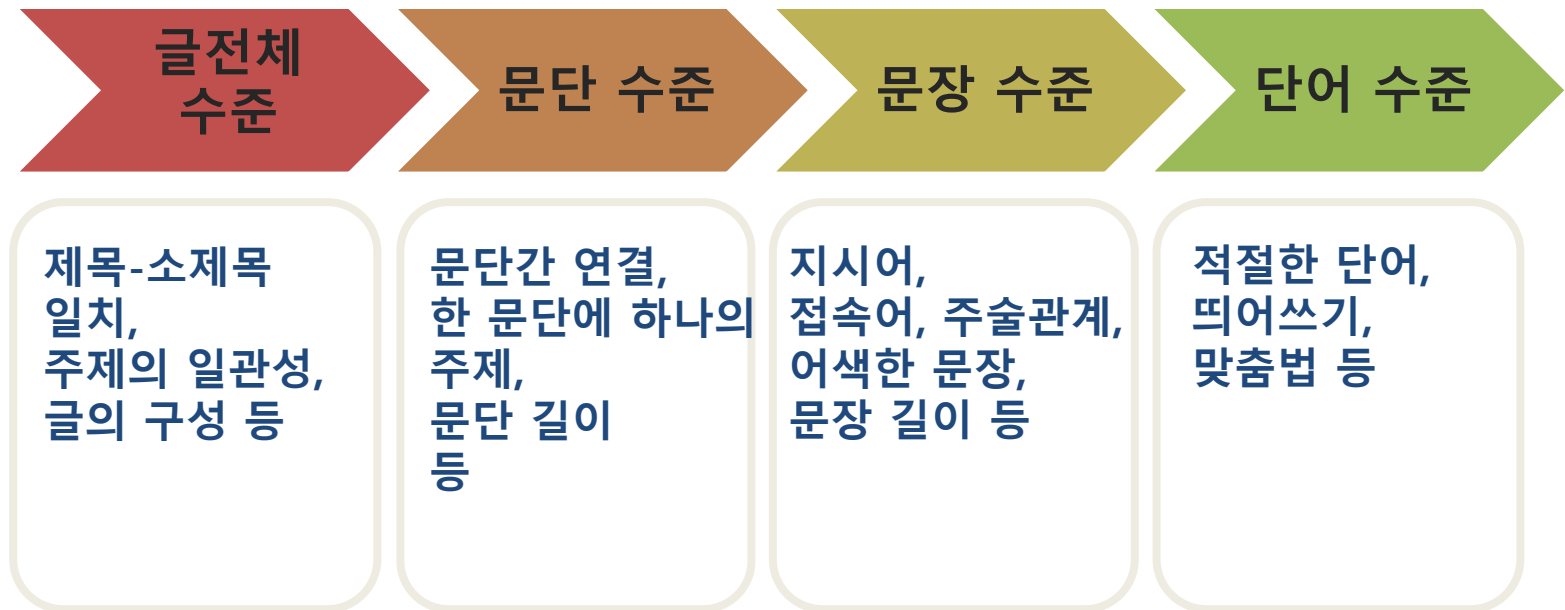 글전체
수준
문단 수준
문장 수준
단어 수준
제목-소제목
일치,
주제의 일관성,
글의 구성 등
문단간 연결,
한 문단에 하나의
주제,
문단 길이
등
지시어,
접속어, 주술관계,
어색한 문장,
문장 길이 등
적절한 단어,
띄어쓰기,
맞춤법 등